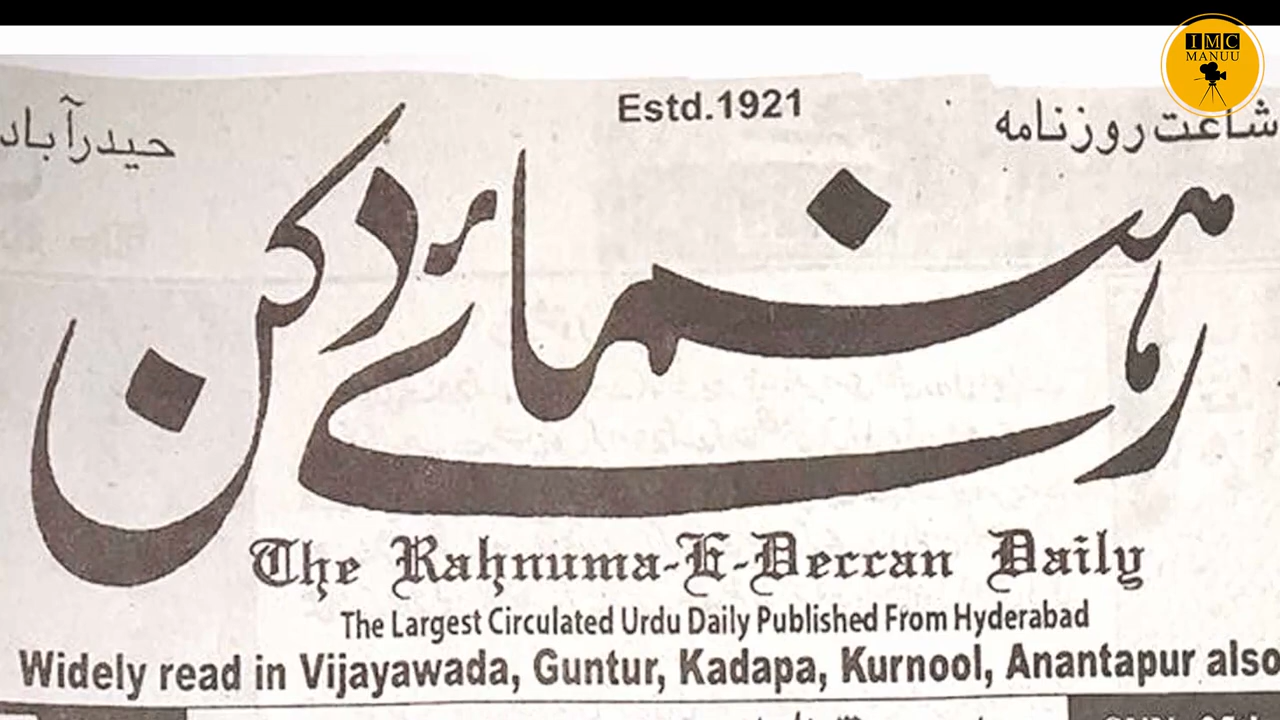 IMC
MANUU
Estd.1921
شاعت روزنامہ
حیدرآباد
رہنمائے دکن
The Rahnuma-E-Deccan Daily
The Largest Circulated Urdu Daily Published From Hyderabad
Widely read in Vijayawada, Guntur, Kadapa, Kurnool, Anantapur also